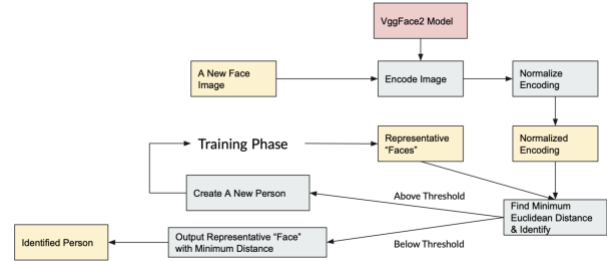 VggFace2 Model
A New Face
Image
Encode Image
Normalize
Encoding
Training Phase
Representative
"Faces"
Normalized
Encoding
Create A New Person
Above Threshold
Find Minimum
Euclidean Distance
& Identify
Identified Person
Output Representative "Face"
with Minimum Distance
Below Threshold